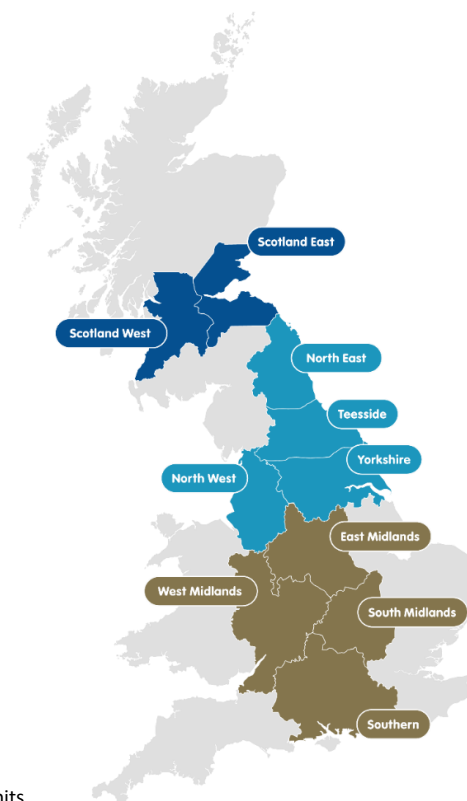 Scotland East
Scotland West
North East
Teesside
Yorkshire
North West
East Midlands
West Midlands
South Midlands
Southern